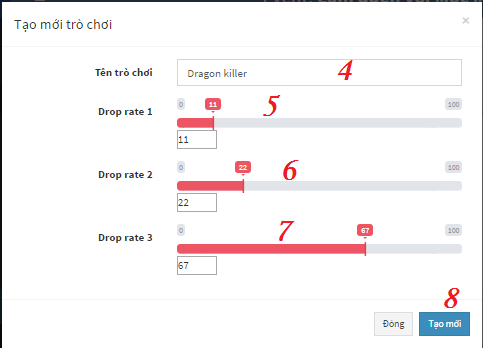 Tạo mới trò chơi ×
Tên trò chơi Dragon killer 4
Drop rate 1 0 11 5 100
11
Drop rate 2 0 22 6 100
22
Drop rate 3 0 7 67 100
67
8
Đóng Tạo mới